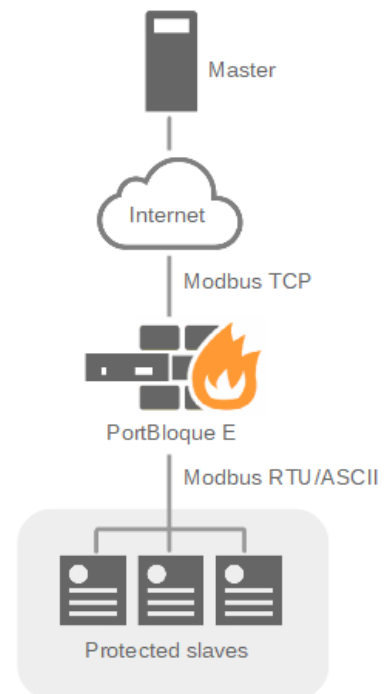 Master
Internet
Modbus TCP
PortBloque E
Modbus RTU/ASCII
Protected slaves